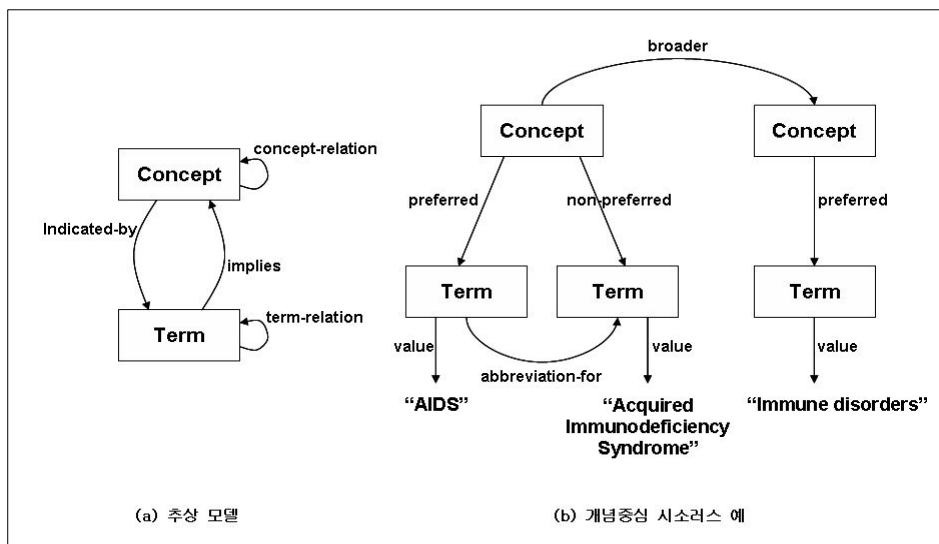 broader
Concept
Concept
concept-relation
Concept
preferred
non-preferred
preferred
Indicated-by
implies
Term
Term
Term
term-relation
Term
value
value
value
abbreviation-for
“AIDS”
“Acquired
Immunodeficiency
Syndrome”
“Immune disorders”
(a) 추상 모델
(b) 개념중심 시소러스 예